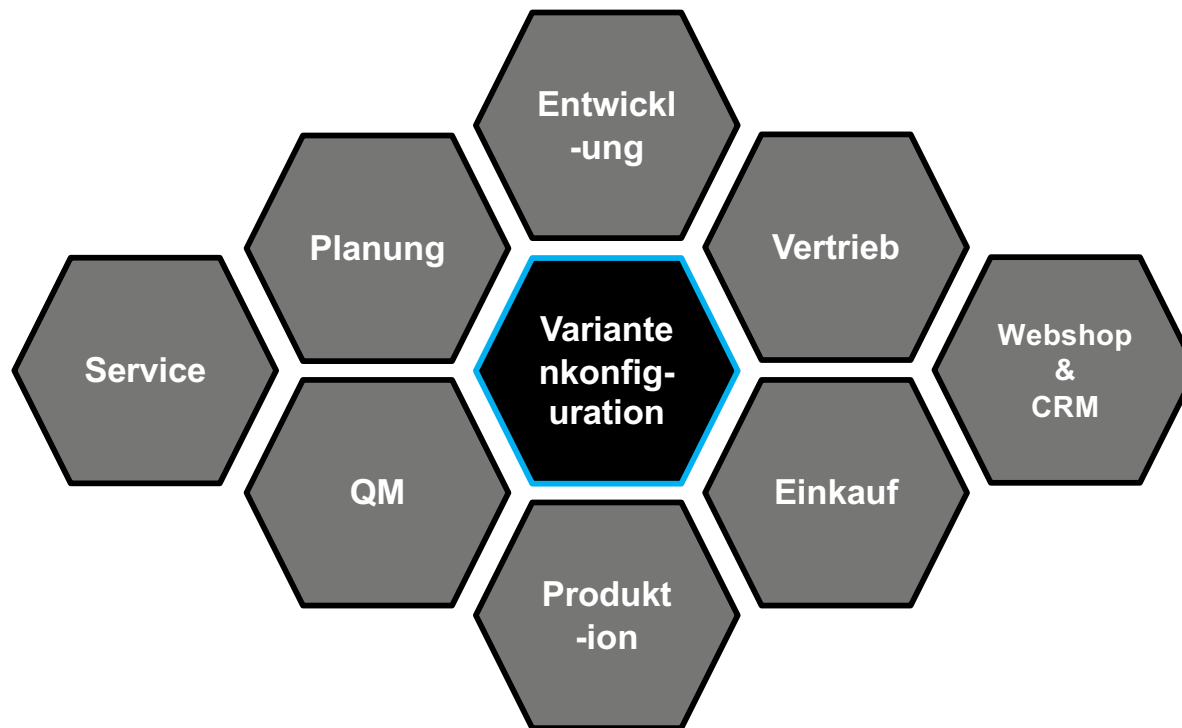 Entwickl
-ung
Planung
Vertrieb
Service
Variante
nkonfig-
uration
Webshop
&
CRM
QM
Einkauf
Produkt
-ion